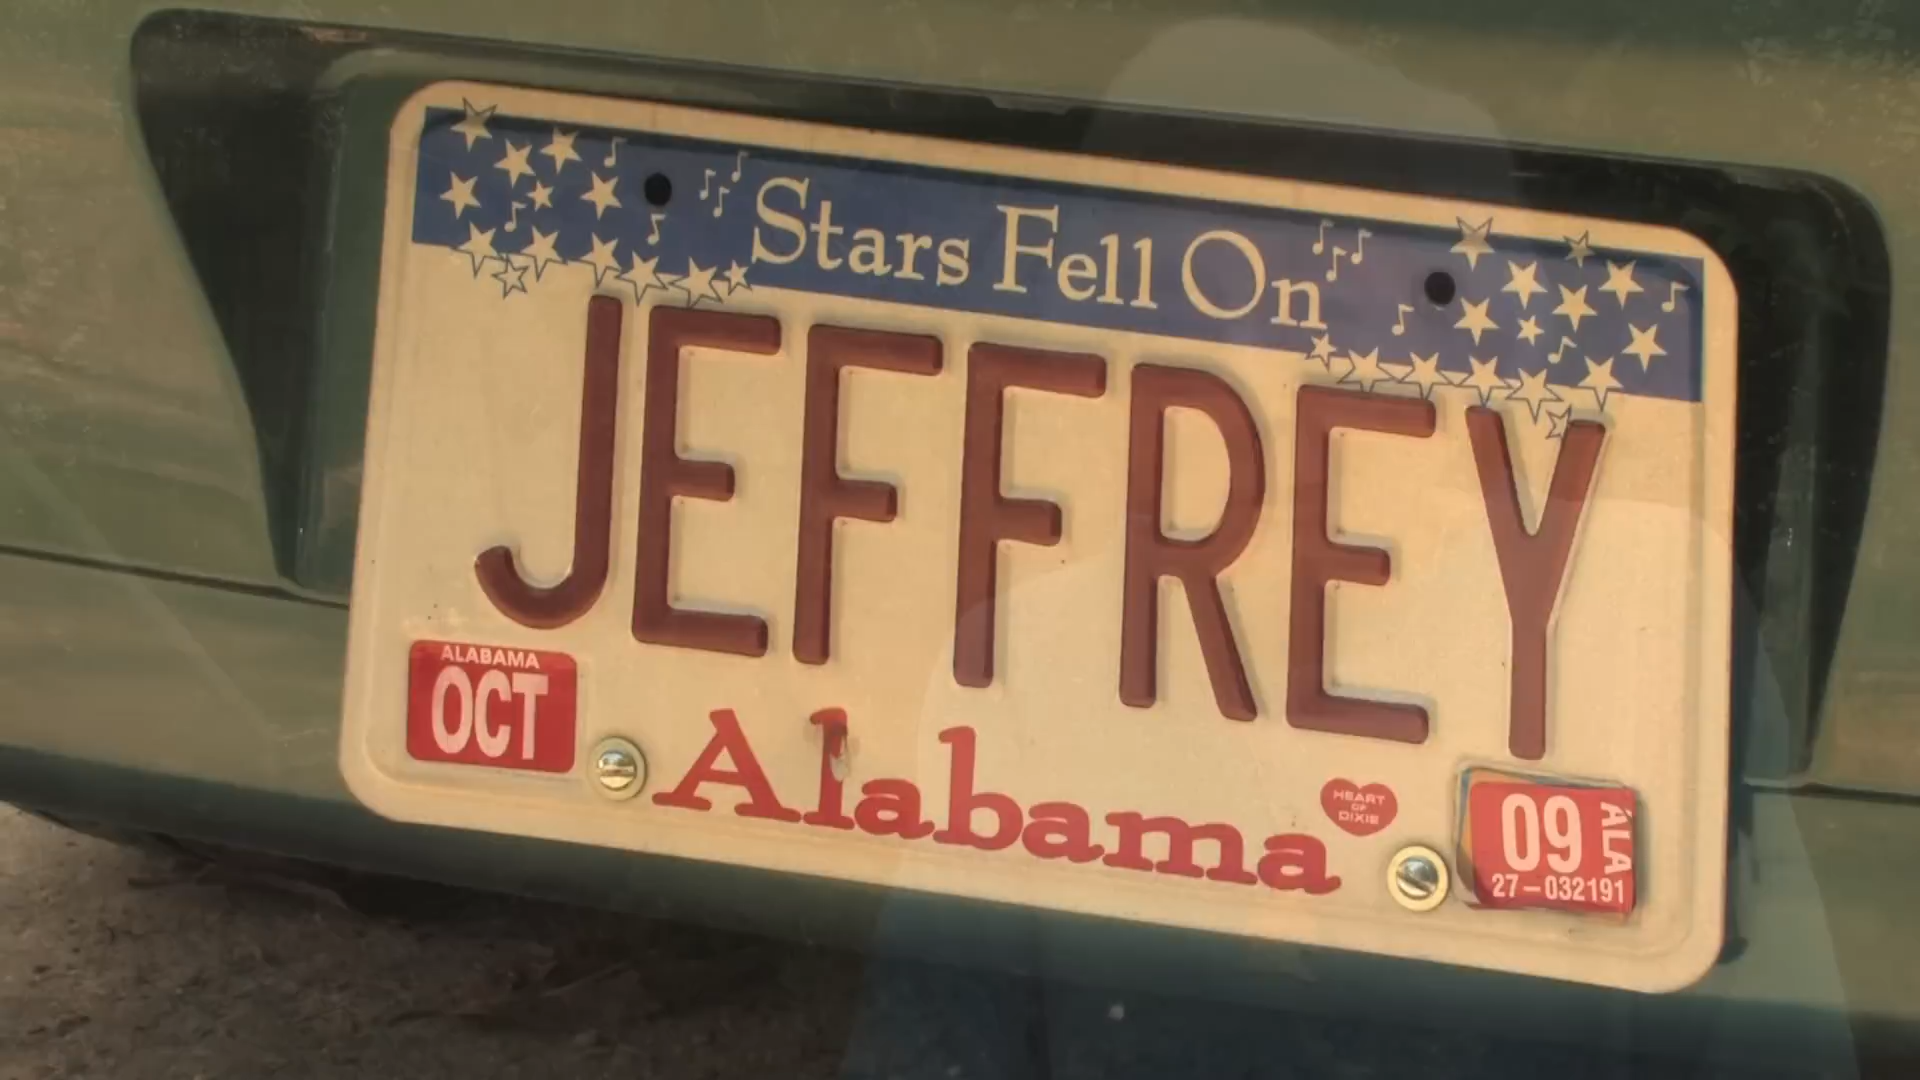 Stars Fell On
JEFFREY
ALABAMA
OCT
Alabama
HEART
OF
DIXIE
09
ALA
27-032191